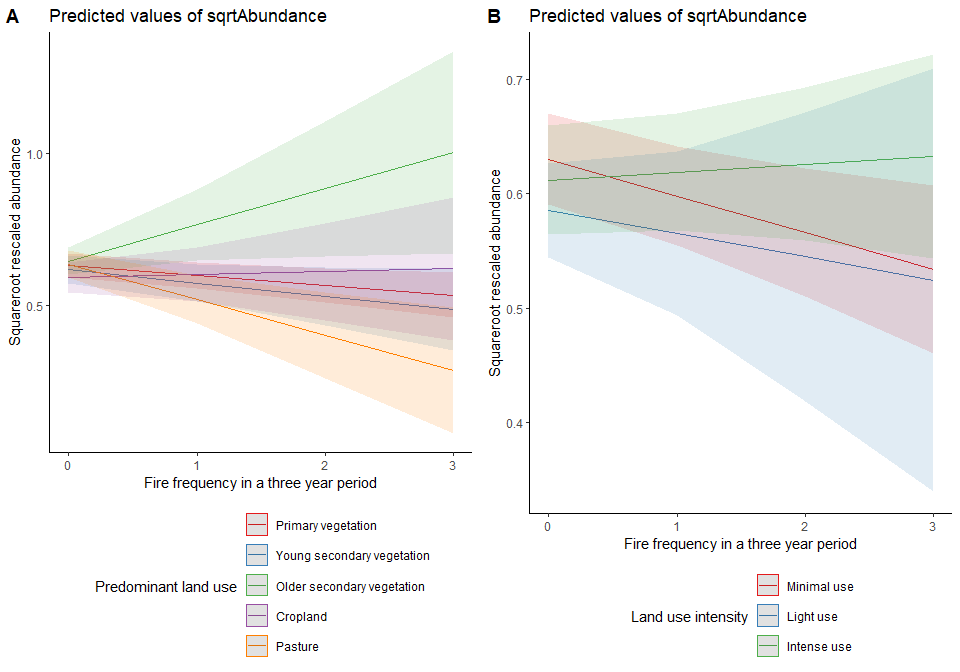 A
Predicted values of sqrtAbundance
Squareroot rescaled abundance
1.0
0.5
0
1
2
3
Fire frequency in a three year period
Predominant land use
Primary vegetation
Young secondary vegetation
Older secondary vegetation
Cropland
Pasture
B
Predicted values of sqrtAbundance
Squareroot rescaled abundance
0.7
0.6
0.5
0.4
0
1
2
3
Fire frequency in a three year period
Land use intensity
Minimal use
Light use
Intense use